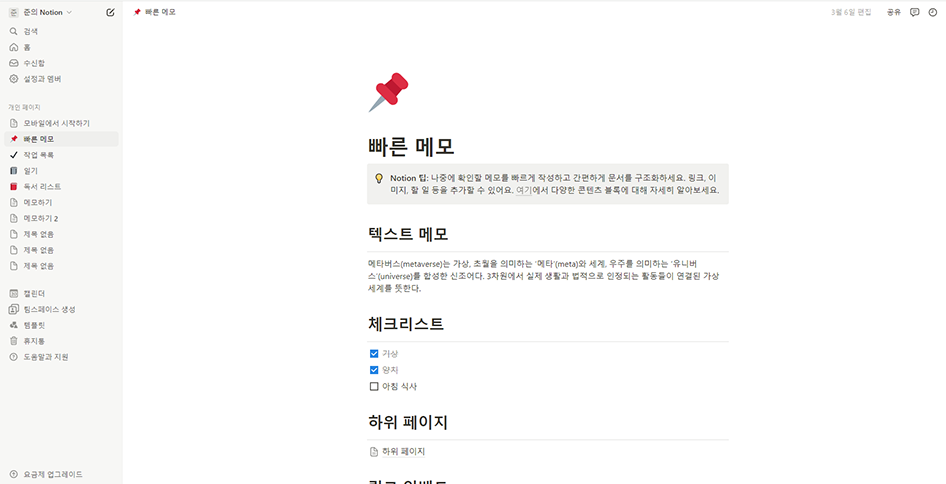 준 준의 Notion
검색
홈
수신함
설정과 멤버
개인 페이지
모바일에서 시작하기
빠른 메모
작업 목록
일기
독서 리스트
메모하기
메모하기 2
제목 없음
제목 없음
제목 없음
캘린더
팀스페이스 생성
템플릿
휴지통
도움말과 지원
요금제 업그레이드
빠른 메모
3월 6일 편집
공유
빠른 메모
Notion 팁: 나중에 확인할 메모를 빠르게 작성하고 간편하게 문서를 구조화하세요. 링크, 이
미지, 할 일 등을 추가할 수 있어요. 여기에서 다양한 콘텐츠 블록에 대해 자세히 알아보세요.
텍스트 메모
메타버스(metaverse)는 가상, 초월을 의미하는 '메타'(meta)와 세계, 우주를 의미하는 '유니버
스'(universe)를 합성한 신조어다. 3차원에서 실제 생활과 법적으로 인정되는 활동들이 연결된 가상
세계를 뜻한다.
체크리스트
기상
양치
아침 식사
하위 페이지
하위 페이지